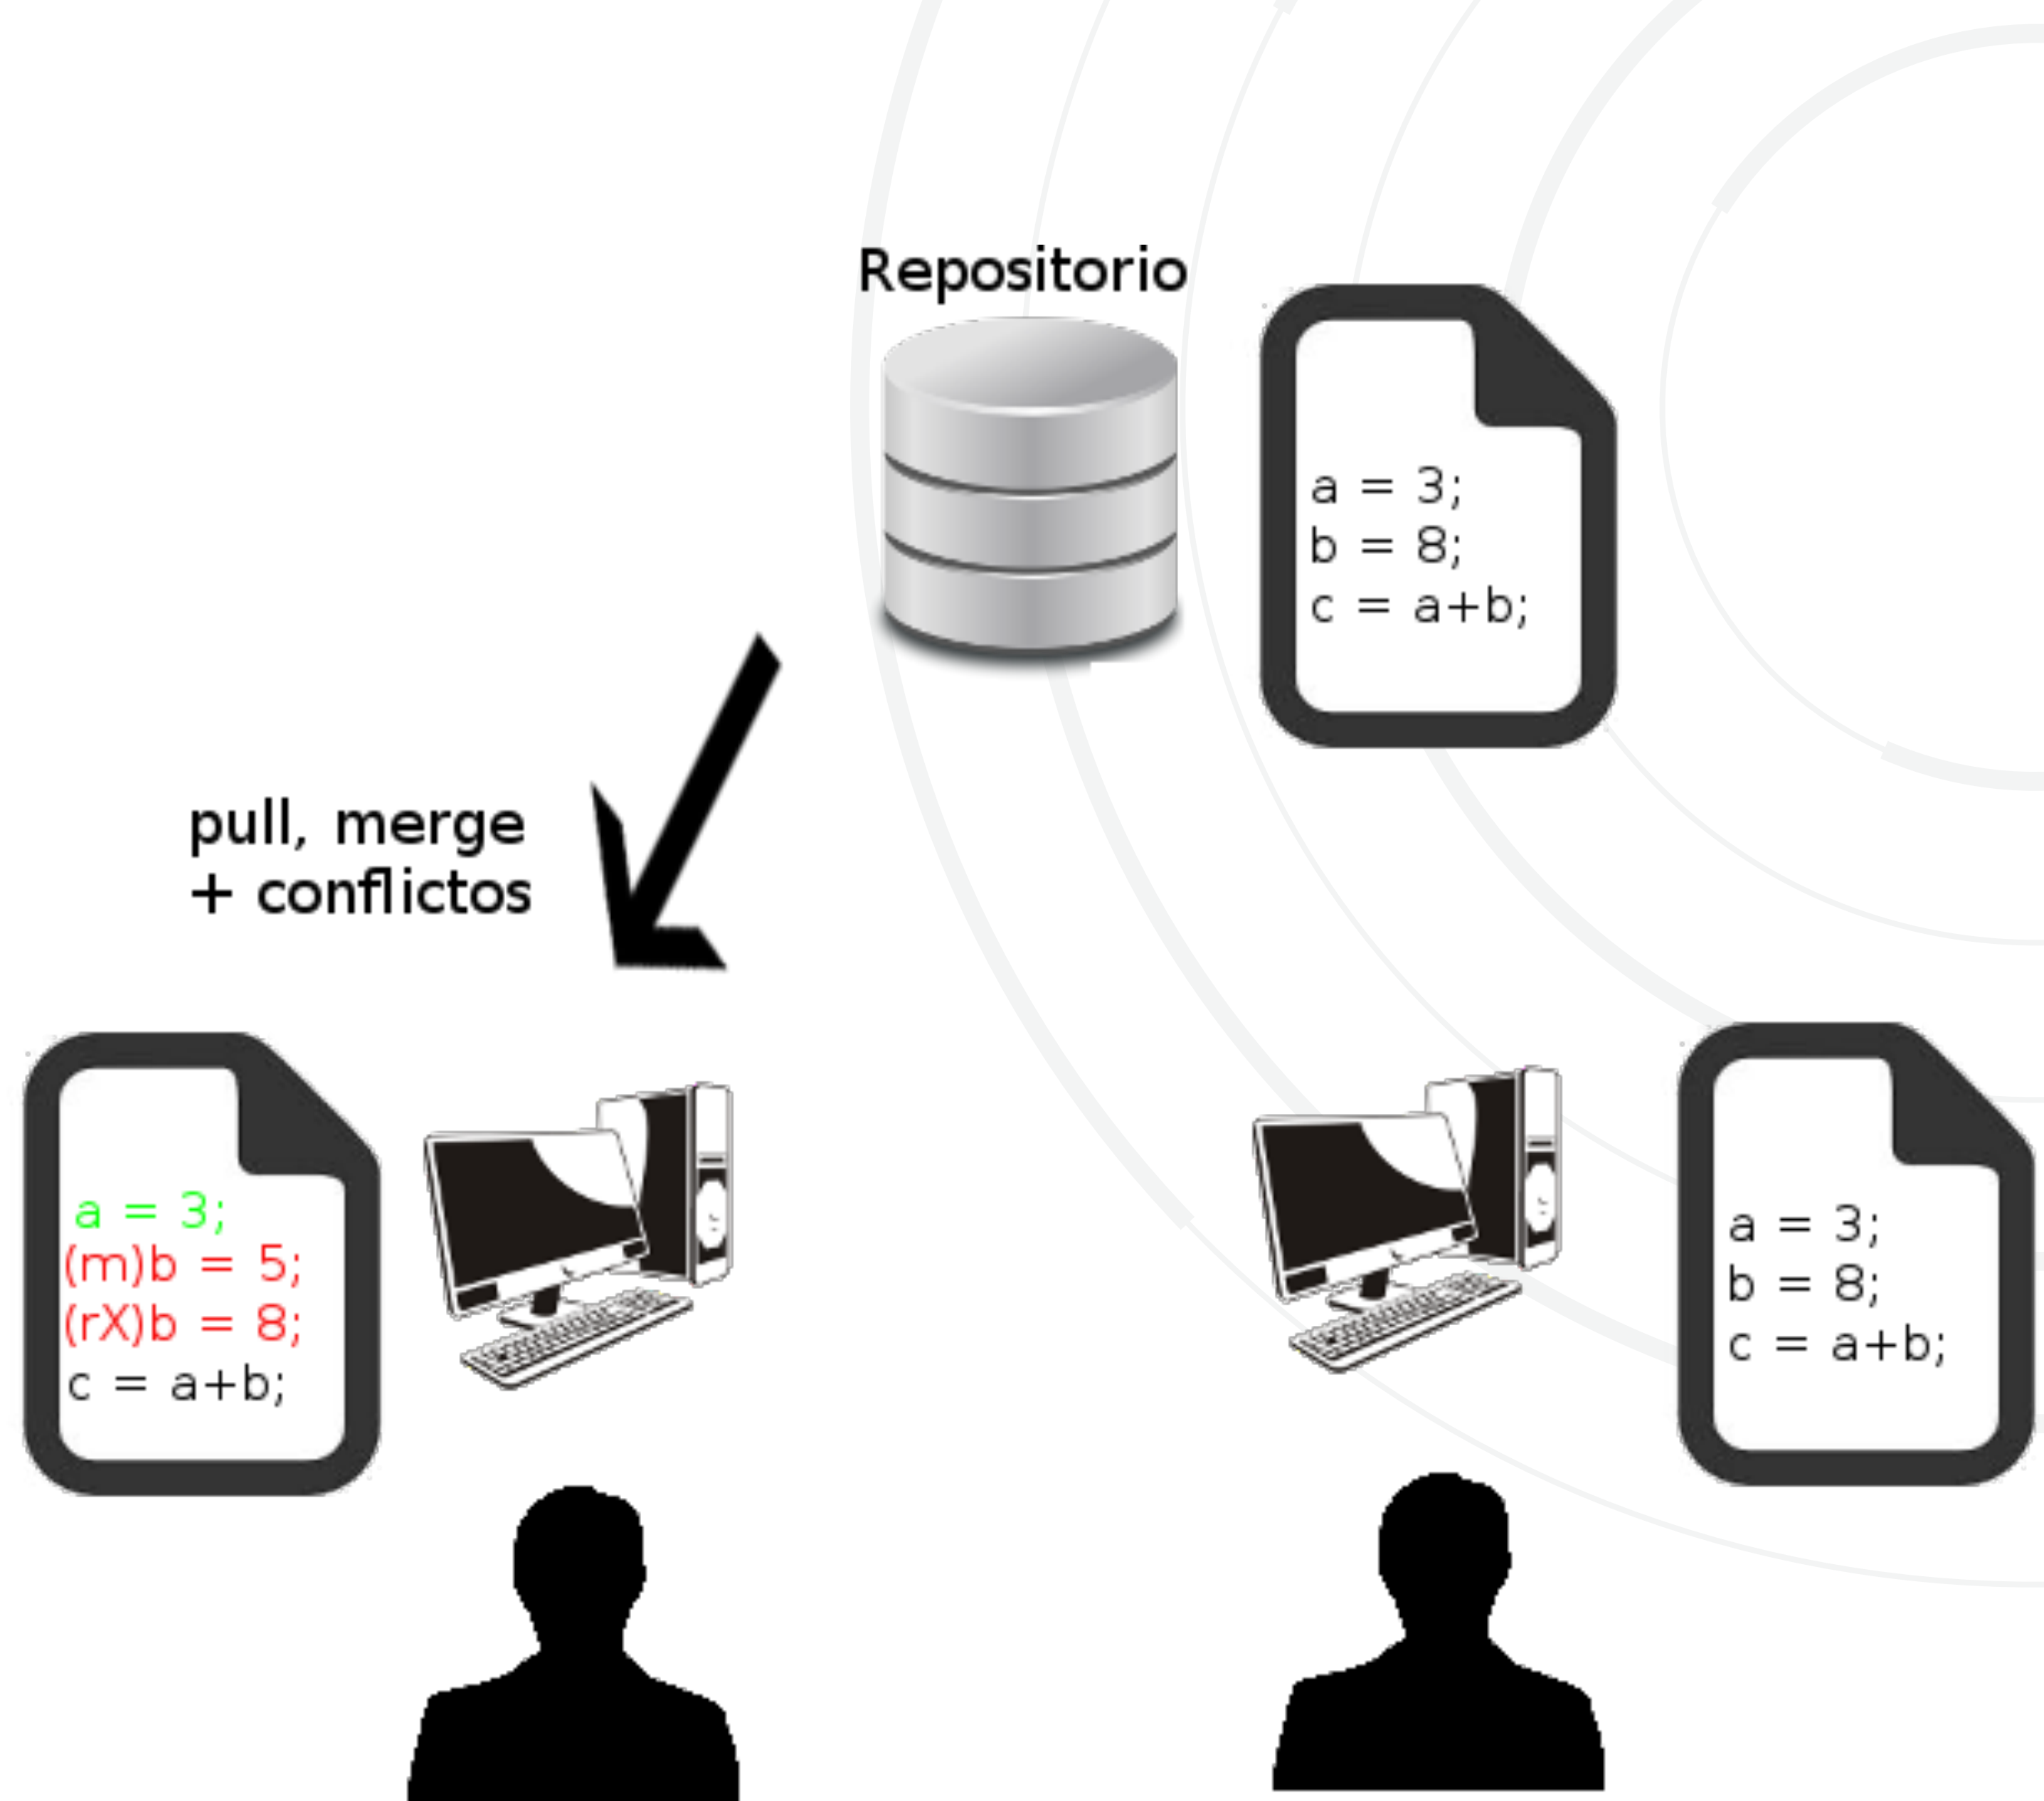 Repositorio
a = 3;
b = 8;
c = a+b;
pull, merge
+ conflictos
a = 3;
(m)b = 5;
(rX)b = 8;
c = a+b;
a = 3;
b = 8;
c = a+b;